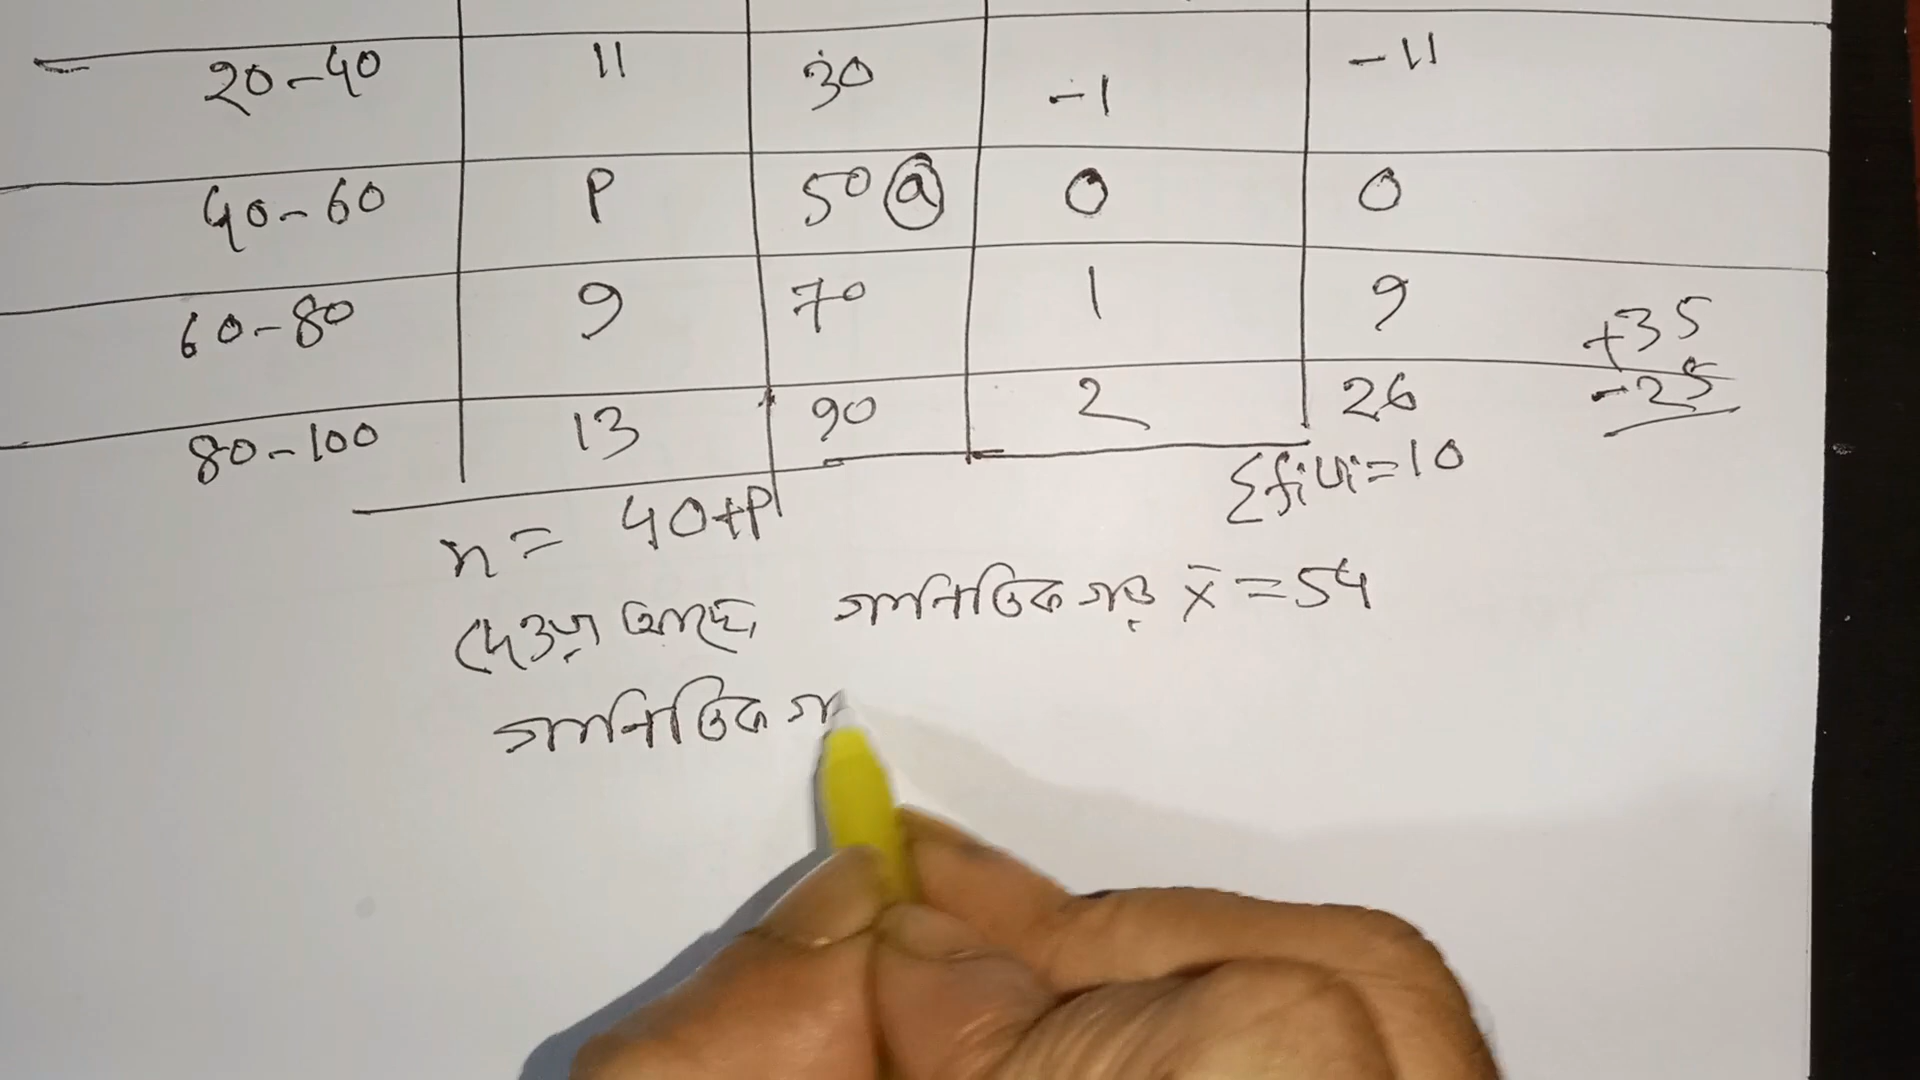 20-40 11 30 -1 -11
40-60 P 50 a 0 0
60-80 9 70 1 9
+35
80-100 13 90 2 26
-25
n = 40+P
Σfiui=10
দেওয়া আছে, গাণিতিক গড় x̄ = 54
গাণিতিক গ